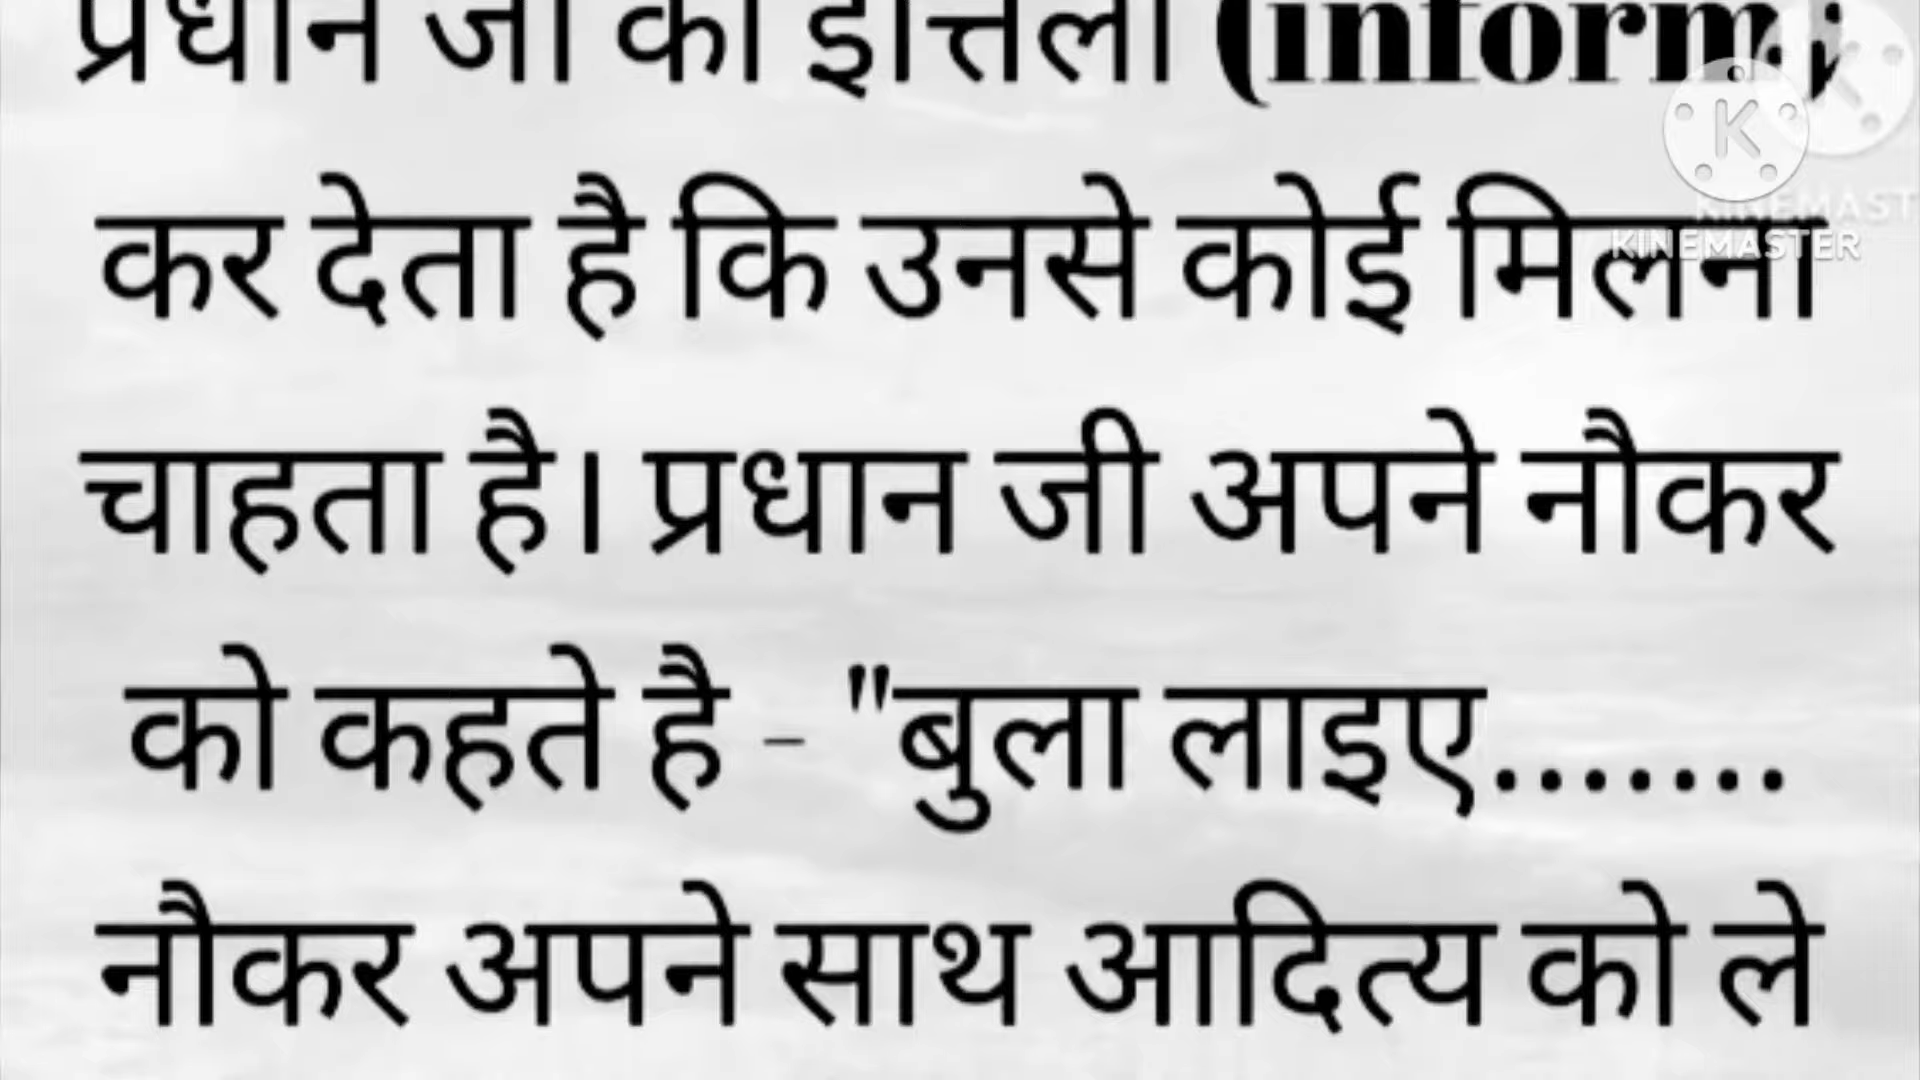 प्रधान जी को इत्तिला (inform)
कर देता है कि उनसे कोई मिलना
चाहता है। प्रधान जी अपने नौकर
को कहते है - "बुला लाइए.......
नौकर अपने साथ आदित्य को ले
KINEMASTER